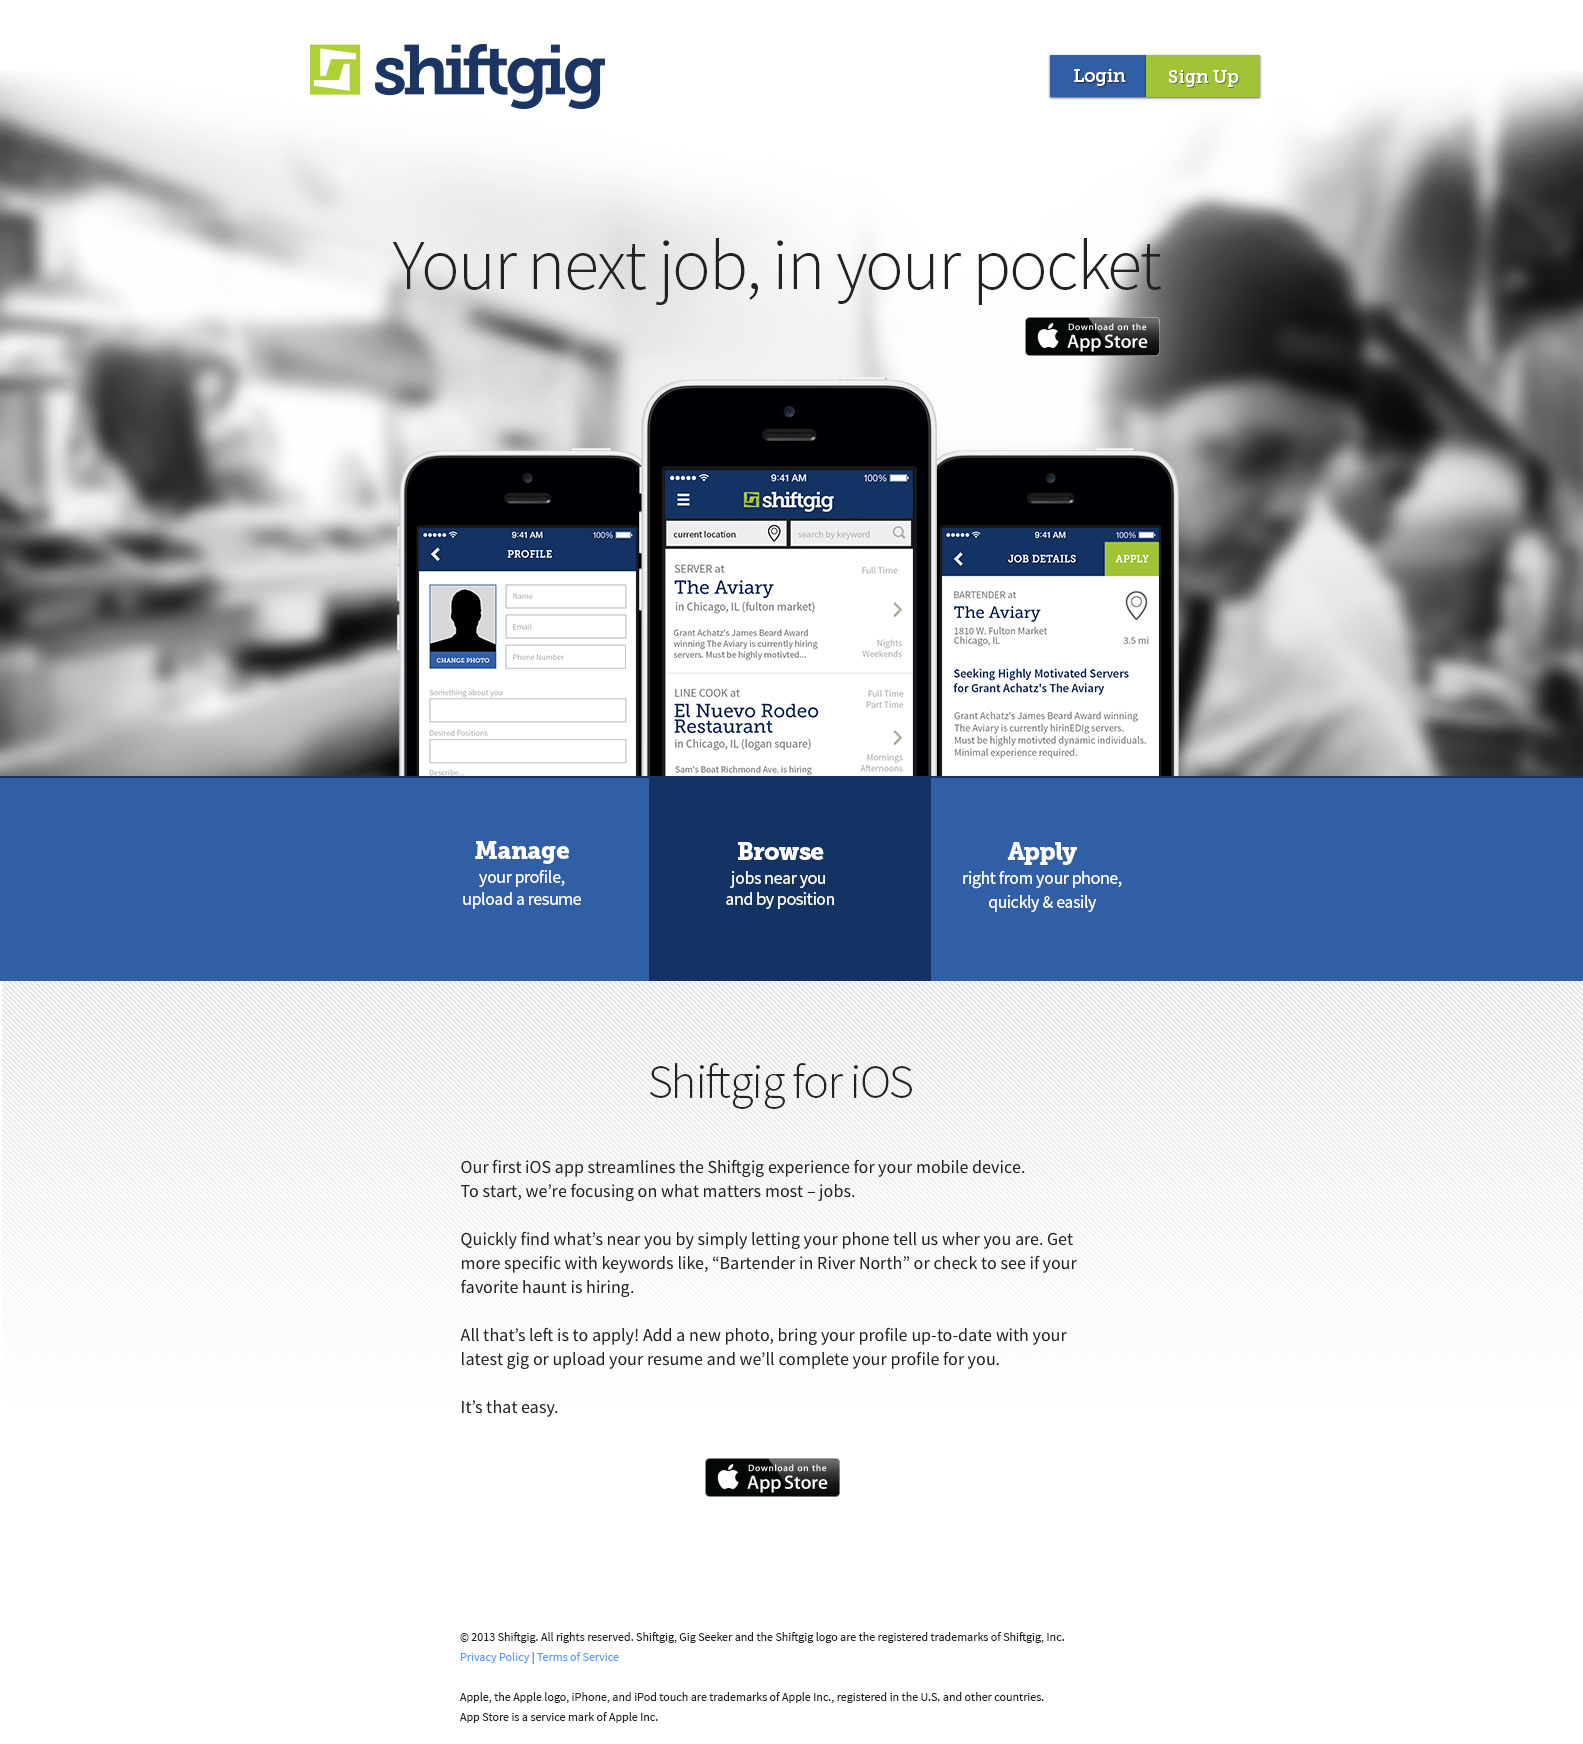 shiftgig
Login
Sign Up
Your next job, in your pocket
Download on the
App Store
9:41 AM
100%
PROFILE
CHANGE PHOTO
Name
Email
Phone Number
Something about you
Desired Positions
Describe...
9:41 AM
100%
shiftgig
current location
search by keyword
SERVER at
Full Time
The Aviary
in Chicago, IL (fulton market)
Grant Achatz's James Beard Award
winning The Aviary is currently hiring
servers. Must be highly motivted...
Nights
Weekends
LINE COOK at
Full Time
Part Time
El Nuevo Rodeo
Restaurant
in Chicago, IL (logan square)
Sam's Boat Richmond Ave. is hiring
Mornings
Afternoons
9:41 AM
100%
JOB DETAILS
APPLY
BARTENDER at
The Aviary
1810 W. Fulton Market
Chicago, IL
3.5 mi
Seeking Highly Motivated Servers
for Grant Achatz's The Aviary
Grant Achatz's James Beard Award winning
The Aviary is currently hirinEDIg servers.
Must be highly motivted dynamic individuals.
Minimal experience required.
Manage
your profile,
upload a resume
Browse
jobs near you
and by position
Apply
right from your phone,
quickly & easily
Shiftgig for iOS
Our first iOS app streamlines the Shiftgig experience for your mobile device.
To start, we're focusing on what matters most – jobs.
Quickly find what's near you by simply letting your phone tell us wher you are. Get
more specific with keywords like, “Bartender in River North” or check to see if your
favorite haunt is hiring.
All that's left is to apply! Add a new photo, bring your profile up-to-date with your
latest gig or upload your resume and we'll complete your profile for you.
It's that easy.
Download on the
App Store
© 2013 Shiftgig. All rights reserved. Shiftgig, Gig Seeker and the Shiftgig logo are the registered trademarks of Shiftgig, Inc.
Privacy Policy | Terms of Service
Apple, the Apple logo, iPhone, and iPod touch are trademarks of Apple Inc., registered in the U.S. and other countries.
App Store is a service mark of Apple Inc.